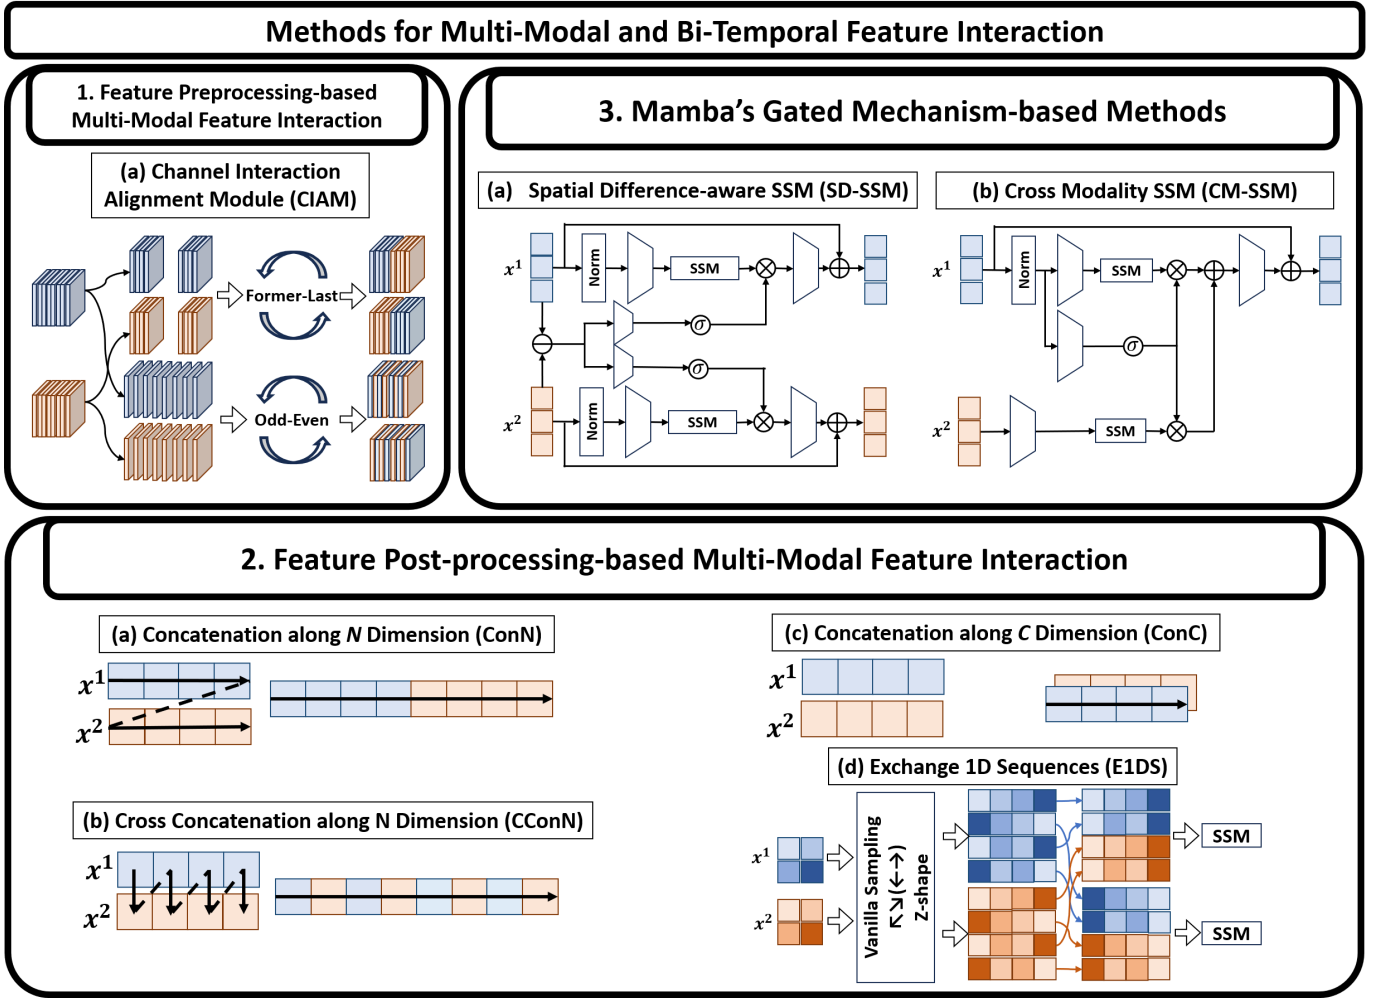 Methods for Multi-Modal and Bi-Temporal Feature Interaction
1. Feature Preprocessing-based
Multi-Modal Feature Interaction
(a) Channel Interaction
Alignment Module (CIAM)
Former-Last
Odd-Even
3. Mamba's Gated Mechanism-based Methods
(a) Spatial Difference-aware SSM (SD-SSM)
x¹
Norm
SSM
σ
σ
x²
Norm
SSM
(b) Cross Modality SSM (CM-SSM)
x¹
Norm
SSM
σ
x²
SSM
2. Feature Post-processing-based Multi-Modal Feature Interaction
(a) Concatenation along N Dimension (ConN)
x¹
x²
(b) Cross Concatenation along N Dimension (CConN)
x¹
x²
(c) Concatenation along C Dimension (ConC)
x¹
x²
(d) Exchange 1D Sequences (E1DS)
x¹
x²
Vanilla Sampling
↖↘(←→)
Z-shape
SSM
SSM